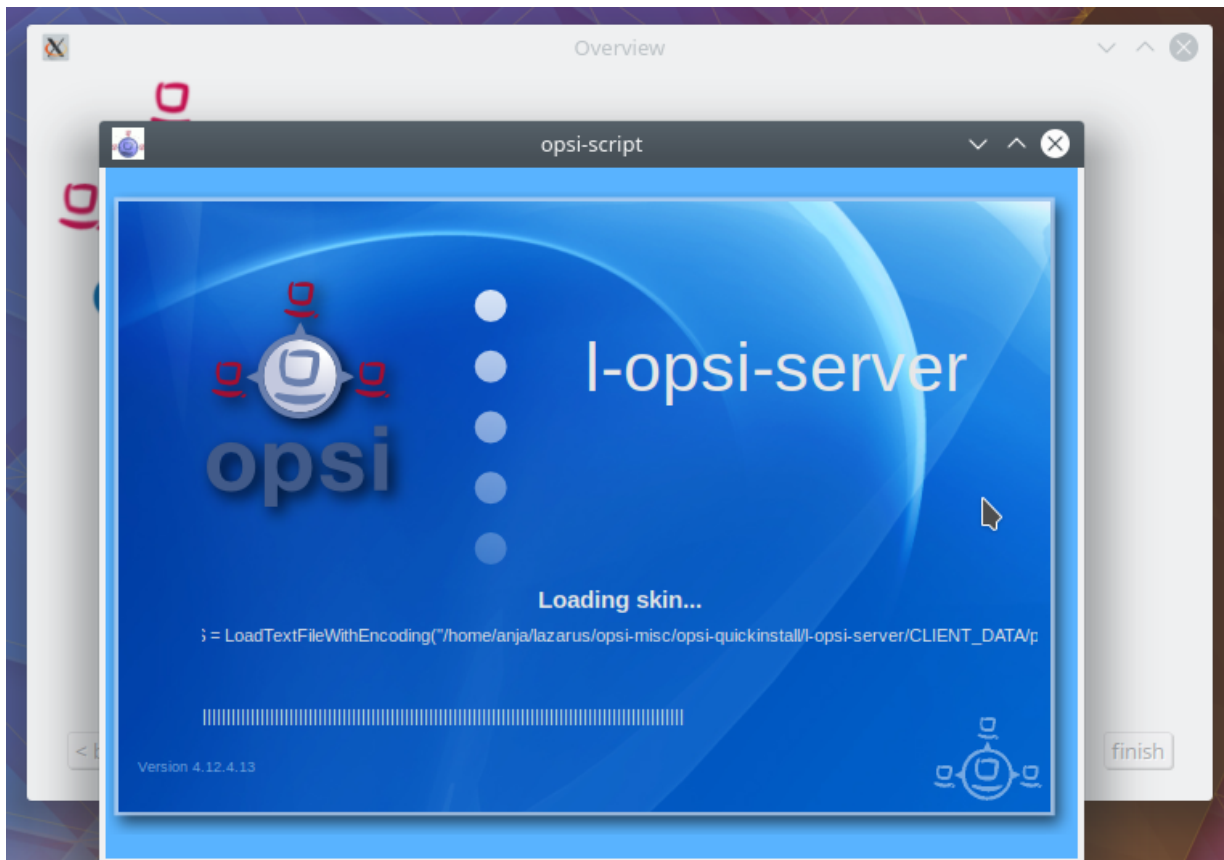 Overview
opsi-script
l-opsi-server
opsi
Loading skin...
= LoadTextFileWithEncoding("/home/anja/lazarus/opsi-misc/opsi-quickinstall/l-opsi-server/CLIENT_DATA/p
||||||||||||||||||||||||||||||||||||||||||||||||||||||||||||||||||||||||||||||||||||||||||||||||||||
Version 4.12.4.13
<
finish